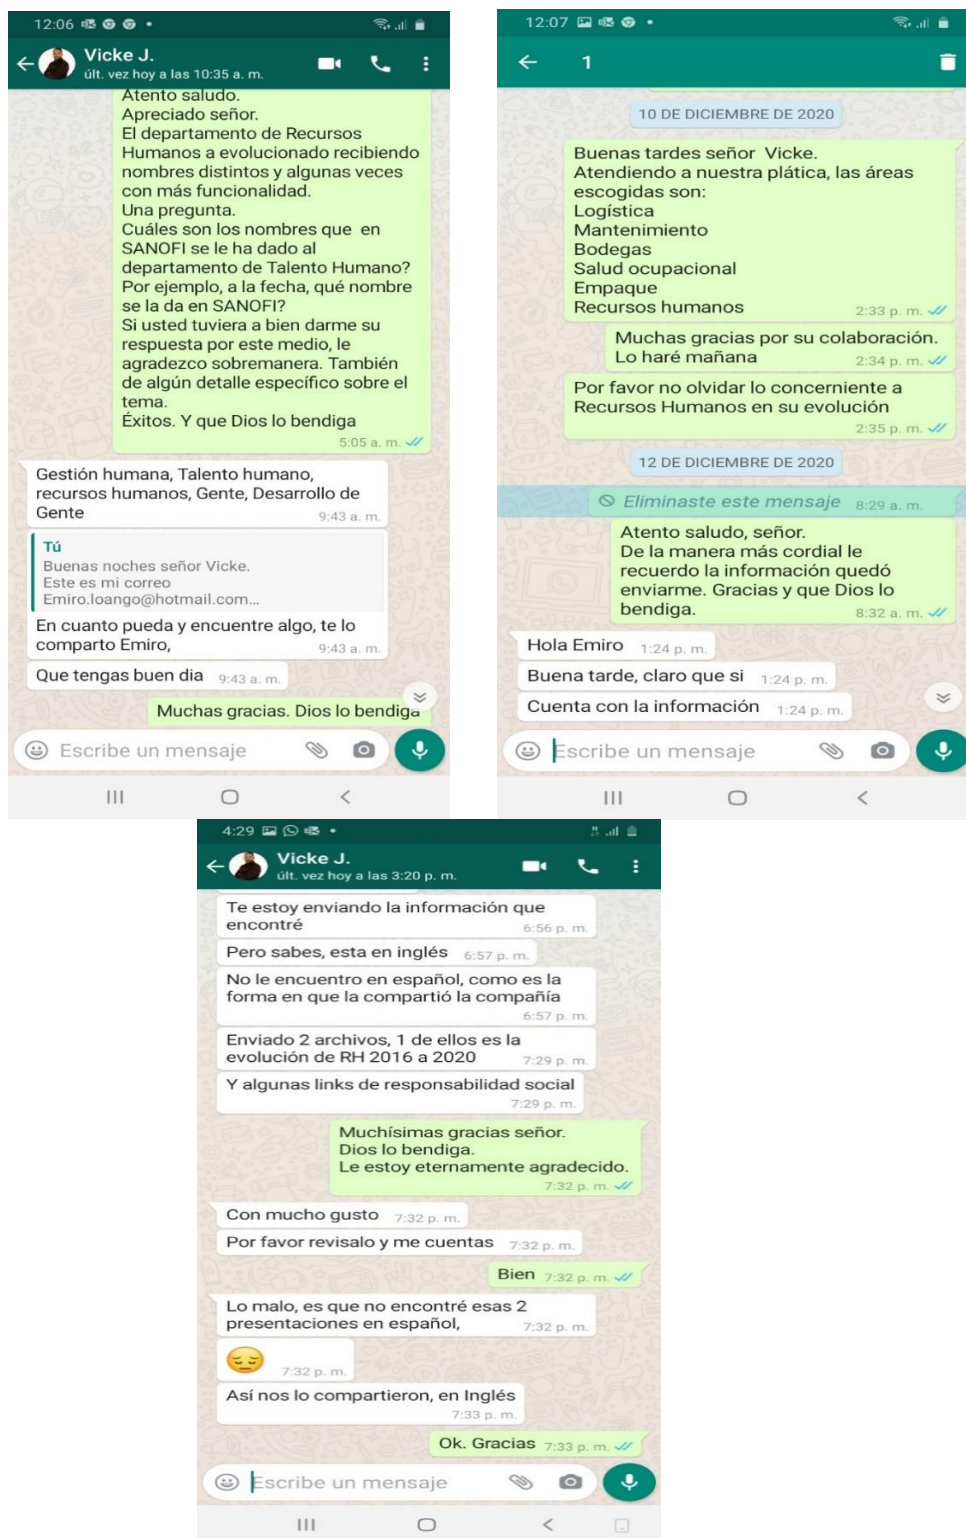 12:06
Vicke J.
últ. vez hoy a las 10:35 a. m.
Atento saludo.
Apreciado señor.
El departamento de Recursos
Humanos a evolucionado recibiendo
nombres distintos y algunas veces
con más funcionalidad.
Una pregunta.
Cuáles son los nombres que en
SANOFI se le ha dado al
departamento de Talento Humano?
Por ejemplo, a la fecha, qué nombre
se la da en SANOFI?
Si usted tuviera a bien darme su
respuesta por este medio, le
agradezco sobremanera. También
de algún detalle específico sobre el
tema.
Éxitos. Y que Dios lo bendiga
5:05 a. m.
Gestión humana, Talento humano,
recursos humanos, Gente, Desarrollo de
Gente 9:43 a. m.
Tú
Buenas noches señor Vicke.
Este es mi correo
Emiro.loango@hotmail.com...
En cuanto pueda y encuentre algo, te lo
comparto Emiro, 9:43 a. m.
Que tengas buen dia 9:43 a. m.
Muchas gracias. Dios lo bendiga
Escribe un mensaje
12:07
1
10 DE DICIEMBRE DE 2020
Buenas tardes señor Vicke.
Atendiendo a nuestra plática, las áreas
escogidas son:
Logística
Mantenimiento
Bodegas
Salud ocupacional
Empaque
Recursos humanos 2:33 p. m.
Muchas gracias por su colaboración.
Lo haré mañana 2:34 p. m.
Por favor no olvidar lo concerniente a
Recursos Humanos en su evolución
2:35 p. m.
12 DE DICIEMBRE DE 2020
Eliminaste este mensaje 8:29 a. m.
Atento saludo, señor.
De la manera más cordial le
recuerdo la información quedó
enviarme. Gracias y que Dios lo
bendiga. 8:32 a. m.
Hola Emiro 1:24 p. m.
Buena tarde, claro que si 1:24 p. m.
Cuenta con la información 1:24 p. m.
Escribe un mensaje
4:29
Vicke J.
últ. vez hoy a las 3:20 p. m.
Te estoy enviando la información que
encontré 6:56 p. m.
Pero sabes, esta en inglés 6:57 p. m.
No le encuentro en español, como es la
forma en que la compartió la compañía
6:57 p. m.
Enviado 2 archivos, 1 de ellos es la
evolución de RH 2016 a 2020 7:29 p. m.
Y algunas links de responsabilidad social
7:29 p. m.
Muchísimas gracias señor.
Dios lo bendiga.
Le estoy eternamente agradecido.
7:32 p. m.
Con mucho gusto 7:32 p. m.
Por favor revisalo y me cuentas 7:32 p. m.
Bien 7:32 p. m.
Lo malo, es que no encontré esas 2
presentaciones en español, 7:32 p. m.
7:32 p. m.
Así nos lo compartieron, en Inglés
7:33 p. m.
Ok. Gracias 7:33 p. m.
Escribe un mensaje